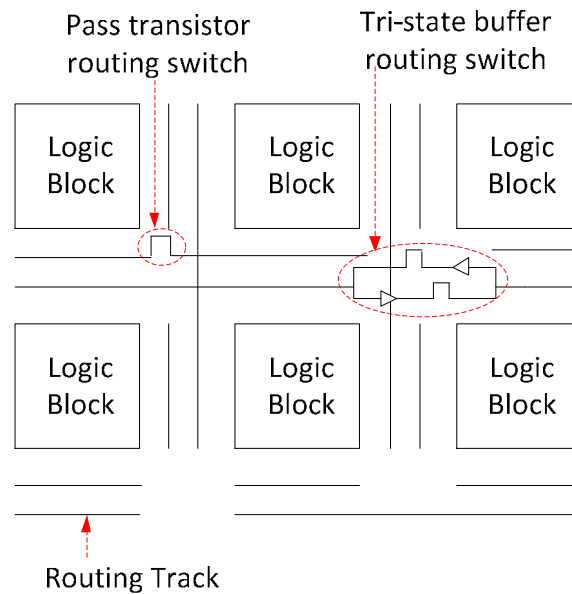 Pass transistor
routing switch
Tri-state buffer
routing switch
Logic
Block
Logic
Block
Logic
Block
Logic
Block
Logic
Block
Logic
Block
Routing Track